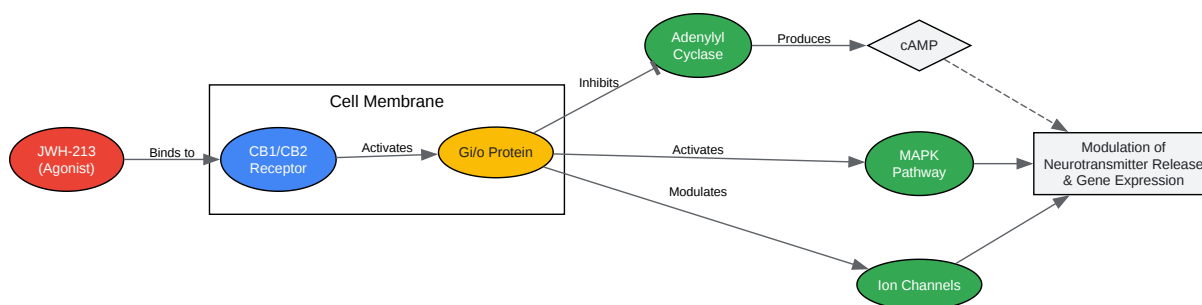 Cell Membrane
JWH-213
(Agonist)
Binds to
CB1/CB2
Receptor
Activates
Gi/o Protein
Inhibits
Adenylyl
Cyclase
Produces
cAMP
Activates
MAPK
Pathway
Modulates
Ion Channels
Modulation of
Neurotransmitter Release
& Gene Expression